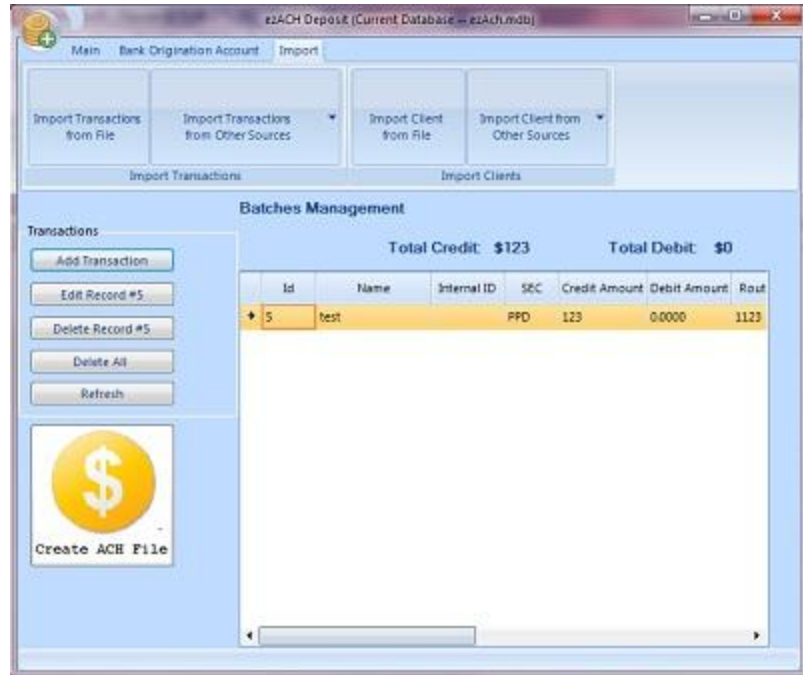 ezACH Deposit (Current Database -- ezAch.mdb)
Main Bank Origination Account Import
Import Transactions
from File
Import Transactions
from Other Sources
Import Client
from File
Import Client from
Other Sources
Import Transactions
Import Clients
Batches Management
Transactions
Total Credit: $123 Total Debit: $0
Add Transaction
Edit Record #5
Delete Record #5
Delete All
Refresh
Id Name Internal ID SEC Credit Amount Debit Amount Rout
5 test PPD 123 0.0000 1123
$
Create ACH File